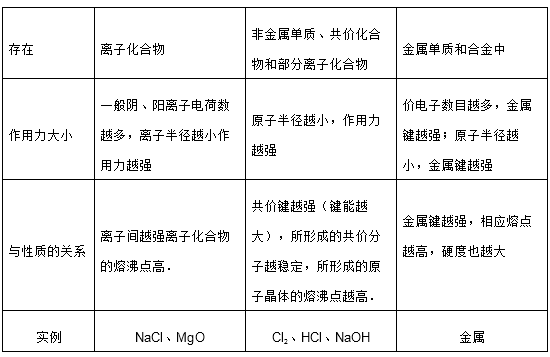 存在
离子化合物
非金属单质、共价化合
物和部分离子化合物
金属单质和合金中
作用力大小
一般阴、阳离子电荷数
越多，离子半径越小作
用力越强
原子半径越小，作用力
越强
价电子数目越多，金属
键越强；原子半径越
小，金属键越强
与性质的关系
离子间越强离子化合物
的熔沸点高．
共价键越强（键能越
大），所形成的共价分
子越稳定，所形成的原
子晶体的熔沸点越高．
金属键越强，相应熔点
越高，硬度也越大
实例
NaCl、MgO
Cl₂、HCl、NaOH
金属